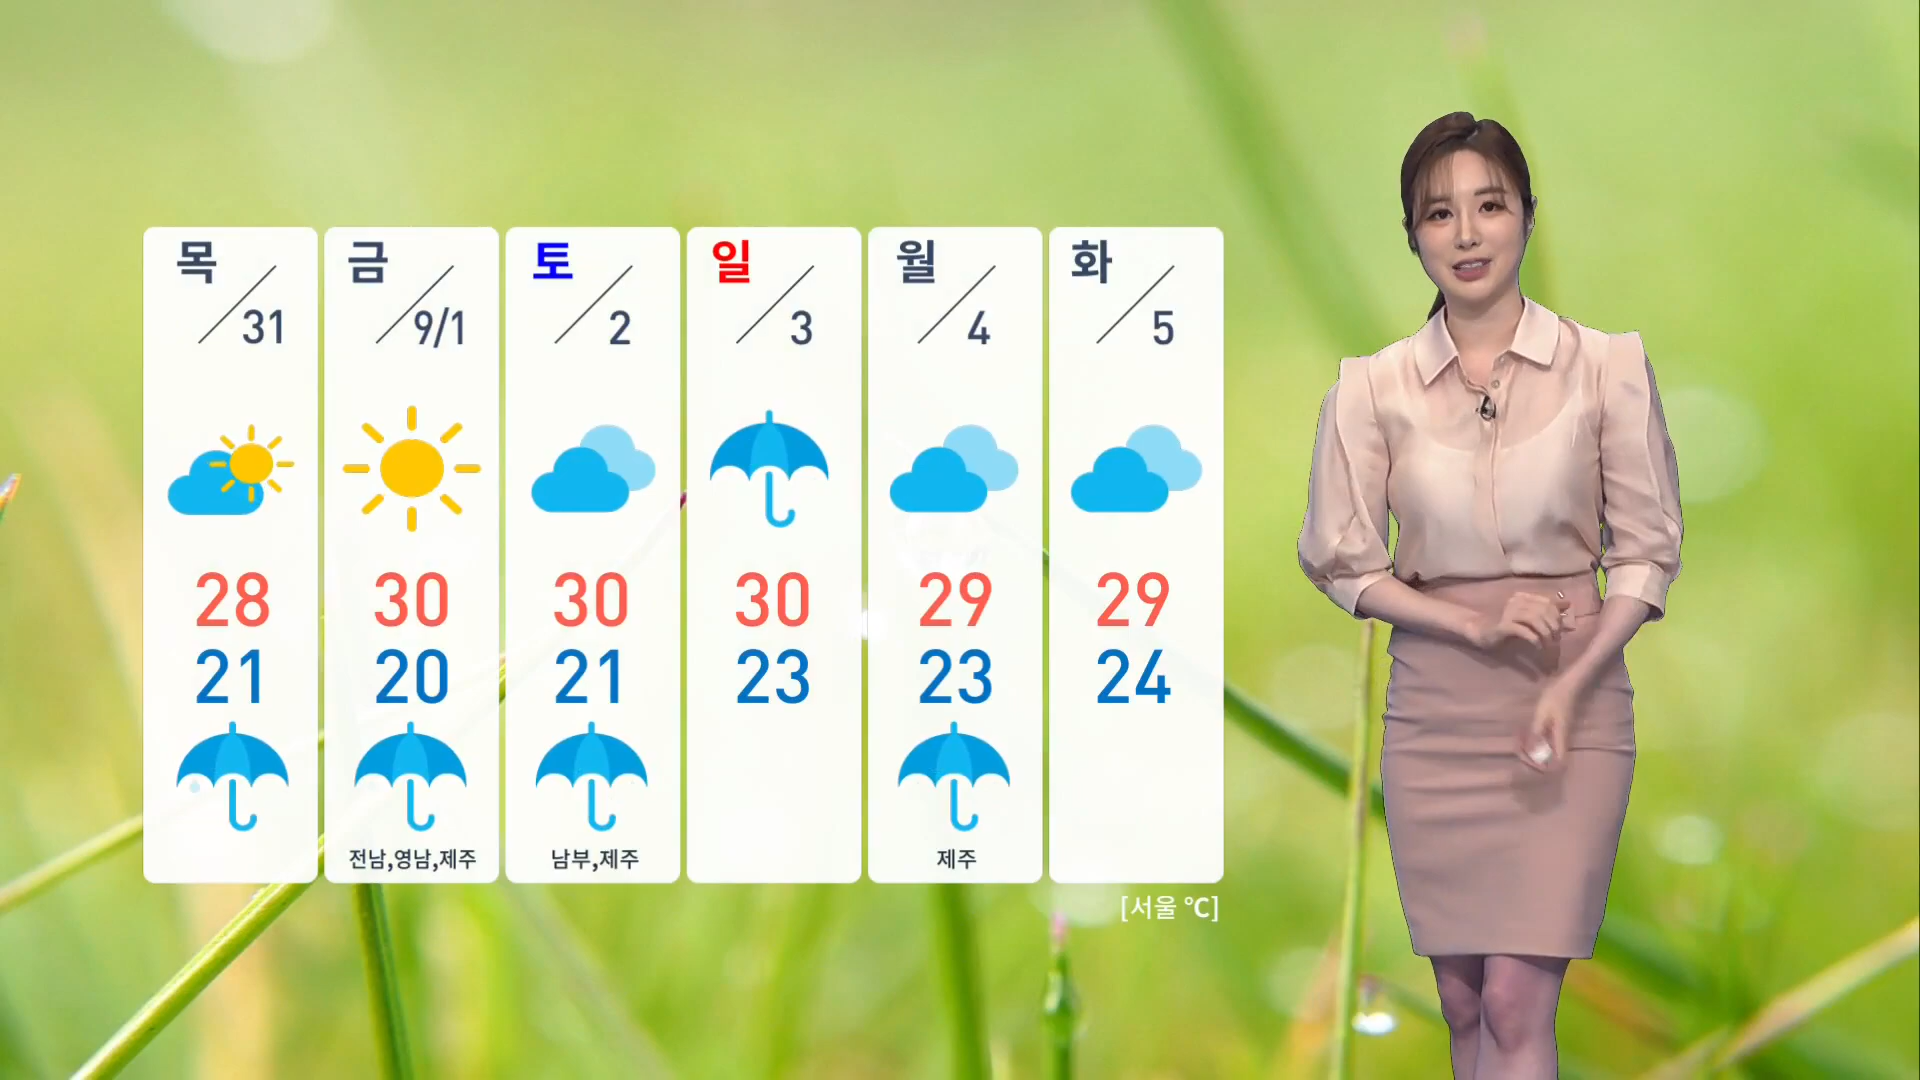 목 금 토 일 월 화
31 9/1 2 3 4 5
28 30 30 30 29 29
21 20 21 23 23 24
전남,영남,제주 남부,제주 제주
[서울 ℃]